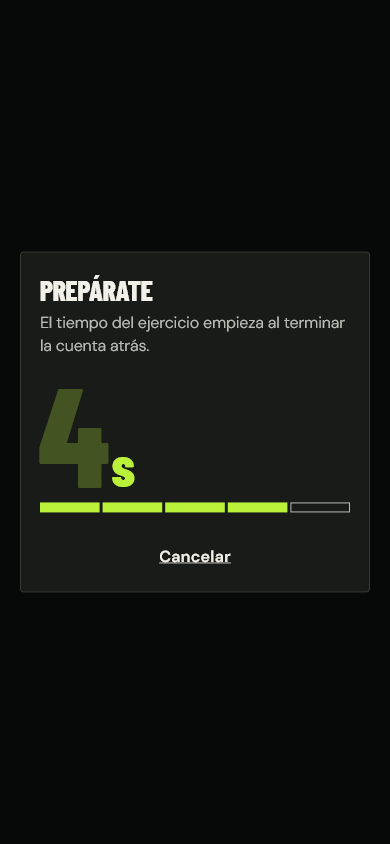 PREPÁRATE
El tiempo del ejercicio empieza al terminar
la cuenta atrás.
4s
Cancelar